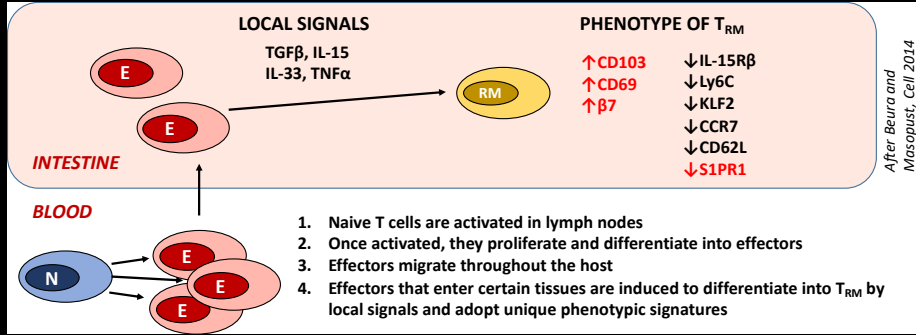 LOCAL SIGNALS
TGFβ, IL-15
IL-33, TNFα
PHENOTYPE OF T_RM
↑CD103
↑CD69
↑β7
↓IL-15Rβ
↓Ly6C
↓KLF2
↓CCR7
↓CD62L
↓S1PR1
E
E
RM
INTESTINE
After Beura and
Masopust, Cell 2014
BLOOD
N
E
E
E
1. Naive T cells are activated in lymph nodes
2. Once activated, they proliferate and differentiate into effectors
3. Effectors migrate throughout the host
4. Effectors that enter certain tissues are induced to differentiate into T_RM by
local signals and adopt unique phenotypic signatures